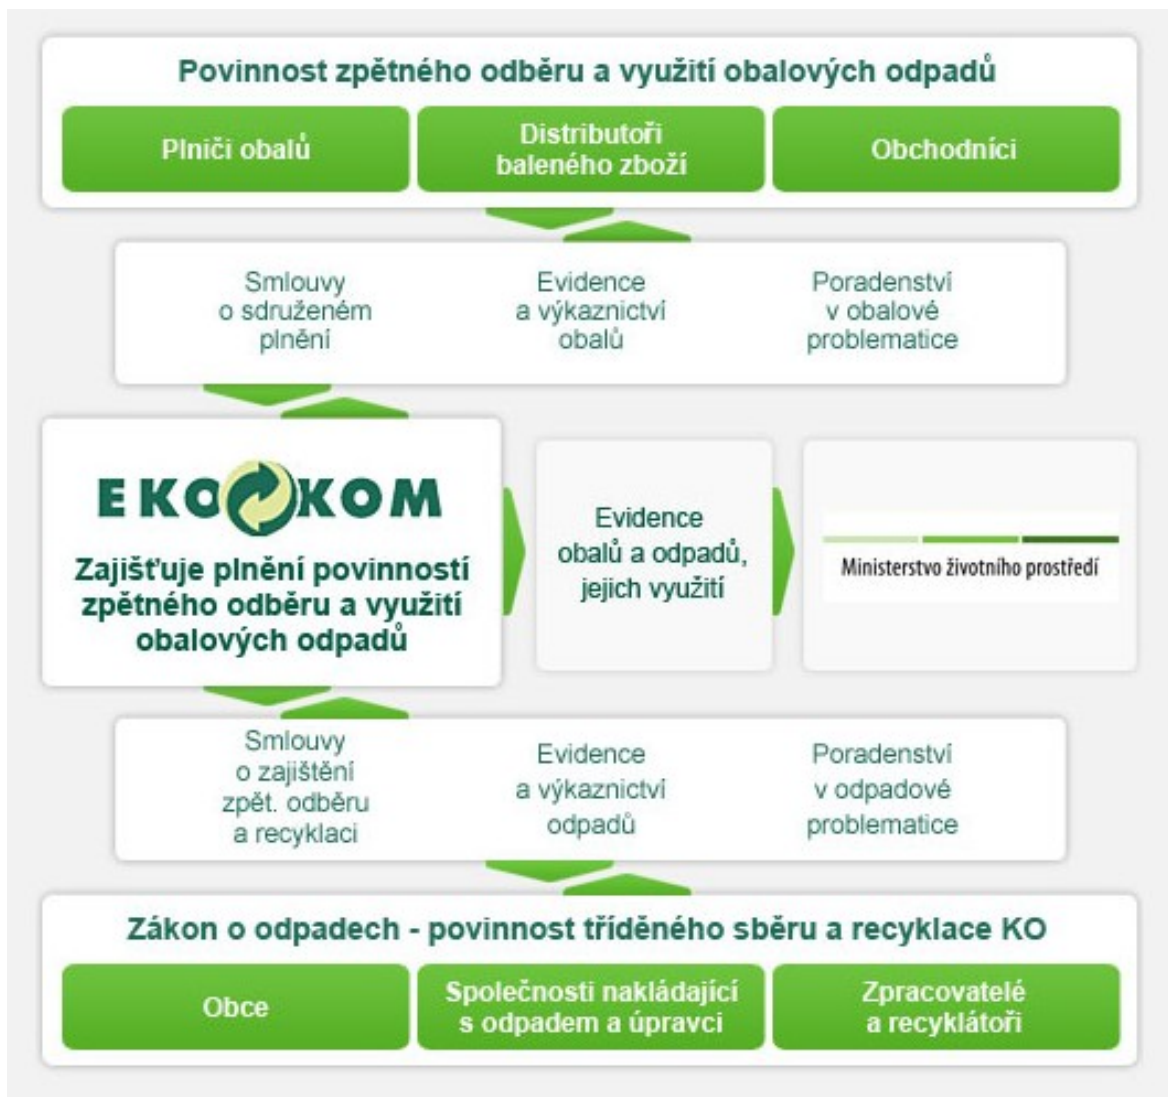 Povinnost zpětného odběru a využití obalových odpadů
Plniči obalů
Distributoři
baleného zboží
Obchodníci
Smlouvy
o sdruženém
plnění
Evidence
a výkaznictví
obalů
Poradenství
v obalové
problematice
EKO KOM
Zajišťuje plnění povinností
zpětného odběru a využití
obalových odpadů
Evidence
obalů a odpadů,
jejich využití
Ministerstvo životního prostředí
Smlouvy
o zajištění
zpět. odběru
a recyklaci
Evidence
a výkaznictví
odpadů
Poradenství
v odpadové
problematice
Zákon o odpadech - povinnost tříděného sběru a recyklace KO
Obce
Společnosti nakládající
s odpadem a úpravci
Zpracovatelé
a recyklátoři